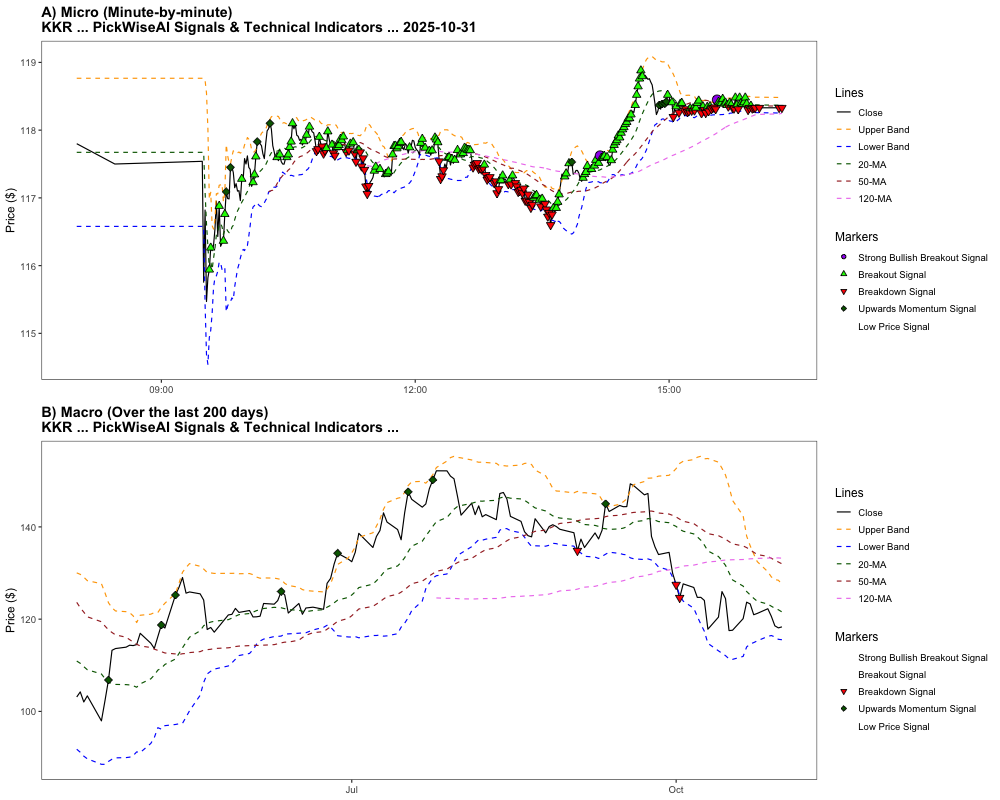 A) Micro (Minute-by-minute)
KKR ... PickWiseAI Signals & Technical Indicators ... 2025-10-31
119
118
117
116
115
Price ($)
09:00
12:00
15:00
Lines
Close
Upper Band
Lower Band
20-MA
50-MA
120-MA
Markers
Strong Bullish Breakout Signal
Breakout Signal
Breakdown Signal
Upwards Momentum Signal
Low Price Signal
B) Macro (Over the last 200 days)
KKR ... PickWiseAI Signals & Technical Indicators ...
140
120
100
Price ($)
Jul
Oct
Lines
Close
Upper Band
Lower Band
20-MA
50-MA
120-MA
Markers
Strong Bullish Breakout Signal
Breakout Signal
Breakdown Signal
Upwards Momentum Signal
Low Price Signal